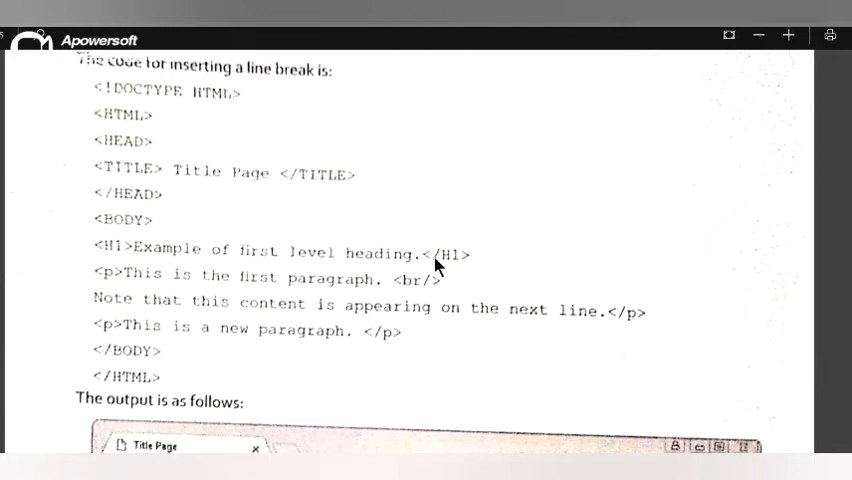 Apowersoft
The code for inserting a line break is:
<!DOCTYPE HTML>
<HTML>
<HEAD>
<TITLE> Title Page </TITLE>
</HEAD>
<BODY>
<H1>Example of first level heading.</H1>
<p>This is the first paragraph. <br/>
Note that this content is appearing on the next line.</p>
<p>This is a new paragraph. </p>
</BODY>
</HTML>
The output is as follows:
Title Page